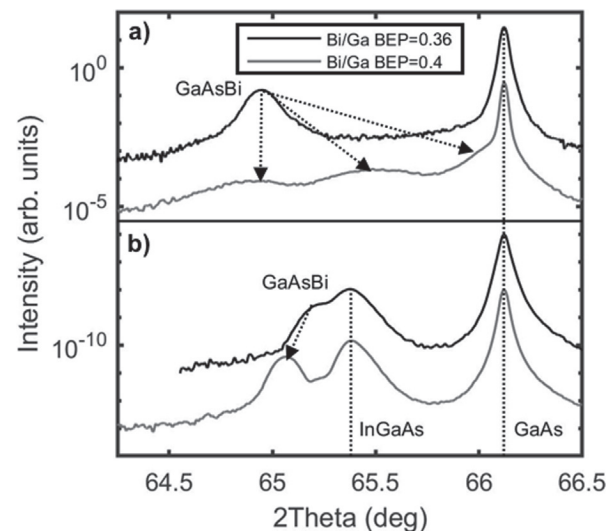 a)
Bi/Ga BEP=0.36
Bi/Ga BEP=0.4
10^0
GaAsBi
10^-5
Intensity (arb. units)
b)
GaAsBi
10^-10
InGaAs
GaAs
64.5 65 65.5 66 66.5
2Theta (deg)